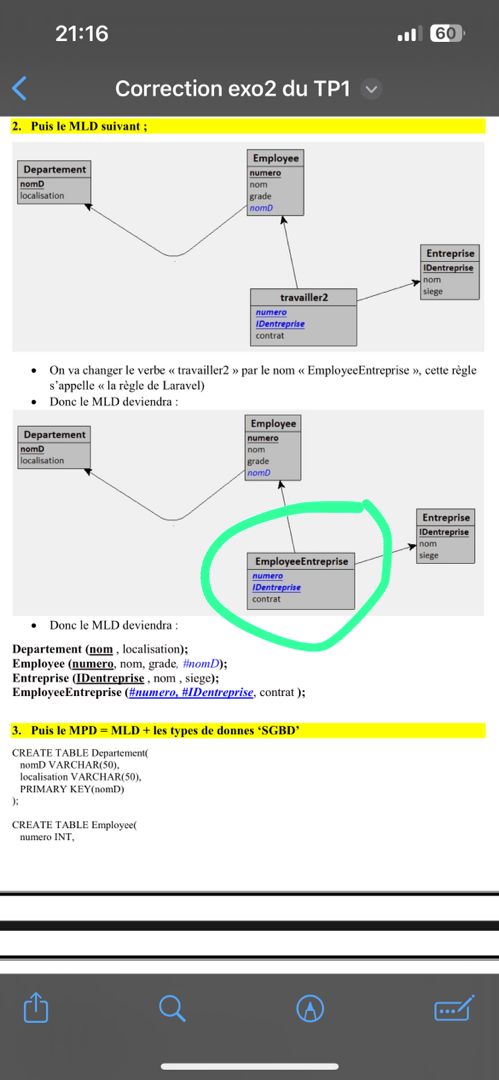 21:16
60
Correction exo2 du TP1
2. Puis le MLD suivant ;
Departement
nomD
localisation
Employee
numero
nom
grade
nomD
Entreprise
IDentreprise
nom
siege
travailler2
numero
IDentreprise
contrat
• On va changer le verbe « travailler2 » par le nom « EmployeeEntreprise », cette règle
s'appelle « la règle de Laravel)
• Donc le MLD deviendra :
Departement
nomD
localisation
Employee
numero
nom
grade
nomD
Entreprise
IDentreprise
nom
siege
EmployeeEntreprise
numero
IDentreprise
contrat
• Donc le MLD deviendra :
Departement (nom , localisation);
Employee (numero, nom, grade, #nomD);
Entreprise (IDentreprise , nom , siege);
EmployeeEntreprise (#numero, #IDentreprise, contrat );
3. Puis le MPD = MLD + les types de donnes ‘SGBD’
CREATE TABLE Departement(
nomD VARCHAR(50),
localisation VARCHAR(50),
PRIMARY KEY(nomD)
);
CREATE TABLE Employee(
numero INT,